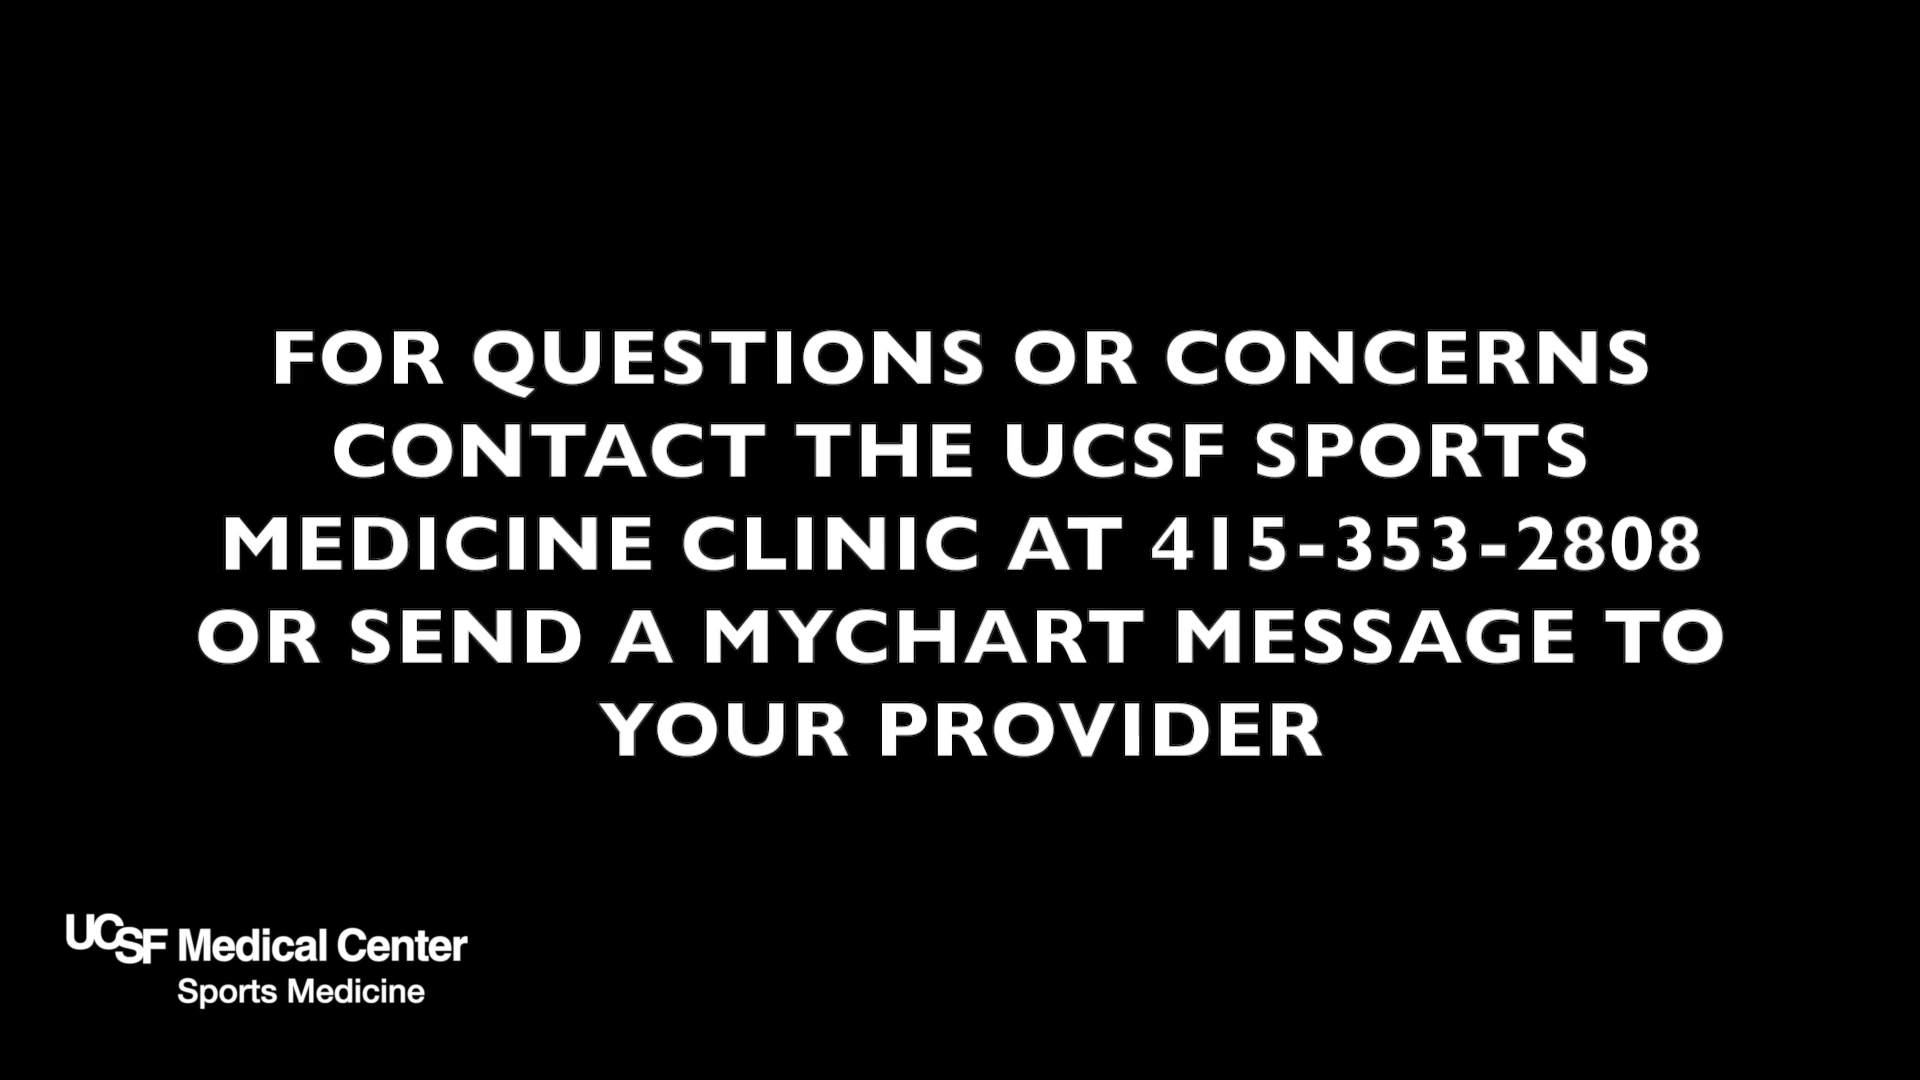 FOR QUESTIONS OR CONCERNS
CONTACT THE UCSF SPORTS
MEDICINE CLINIC AT 415-353-2808
OR SEND A MYCHART MESSAGE TO
YOUR PROVIDER
UCSF Medical Center
Sports Medicine